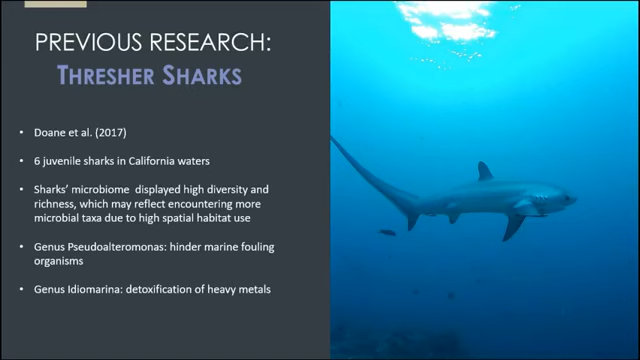 PREVIOUS RESEARCH:
THRESHER SHARKS
• Doane et al. (2017)
• 6 juvenile sharks in California waters
• Sharks' microbiome displayed high diversity and
richness, which may reflect encountering more
microbial taxa due to high spatial habitat use
• Genus Pseudoalteromonas: hinder marine fouling
organisms
• Genus Idiomarina: detoxification of heavy metals